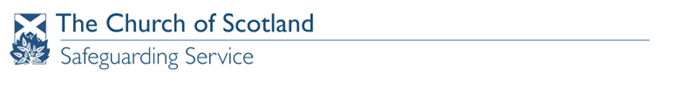 The Church of Scotland
Safeguarding Service